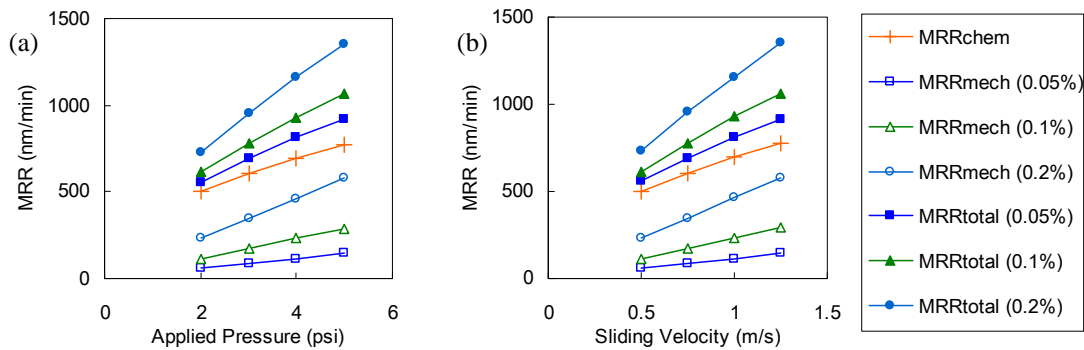 (a)
1500
1000
500
0
MRR (nm/min)
0 2 4 6
Applied Pressure (psi)
(b)
1500
1000
500
0
MRR (nm/min)
0 0.5 1.0 1.5
Sliding Velocity (m/s)
MRRchem
MRRmech (0.05%)
MRRmech (0.1%)
MRRmech (0.2%)
MRRtotal (0.05%)
MRRtotal (0.1%)
MRRtotal (0.2%)